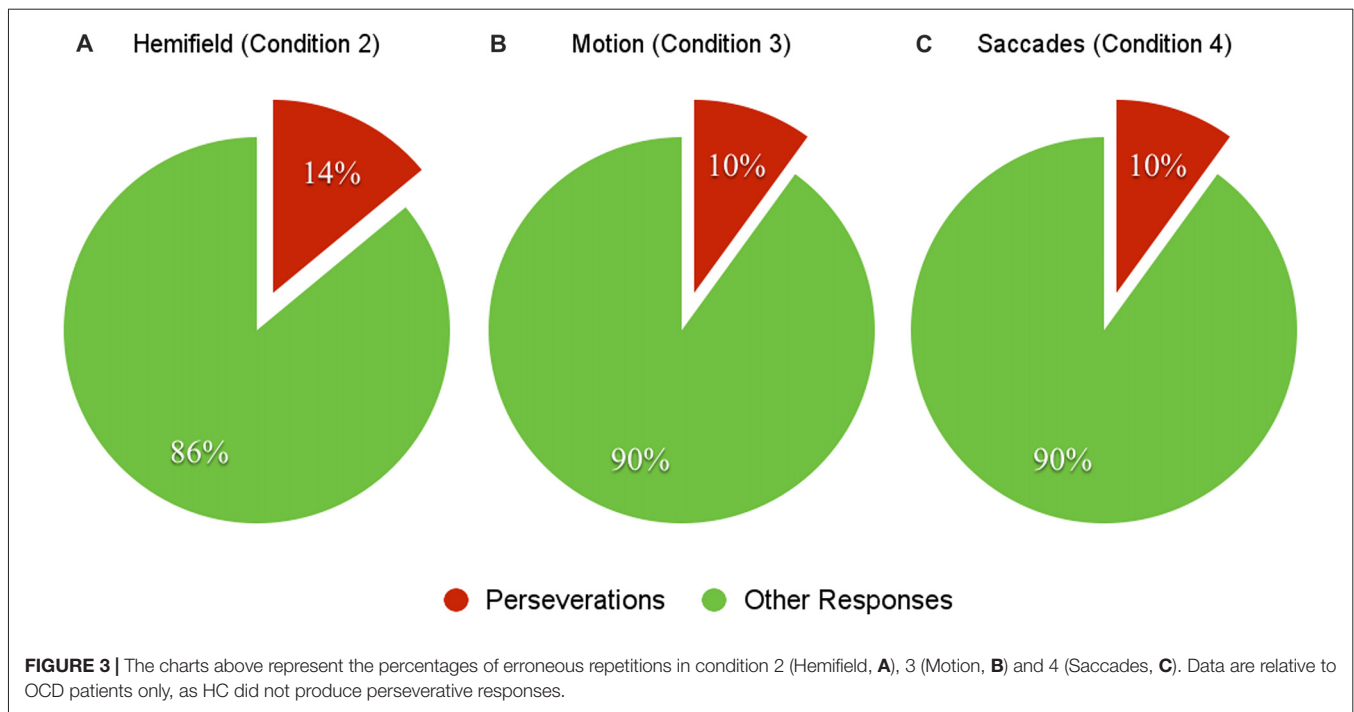 A Hemifield (Condition 2)
B Motion (Condition 3)
C Saccades (Condition 4)
14%
10%
10%
86%
90%
90%
Perseverations
Other Responses
FIGURE 3 | The charts above represent the percentages of erroneous repetitions in condition 2 (Hemifield, A), 3 (Motion, B) and 4 (Saccades, C). Data are relative to
OCD patients only, as HC did not produce perseverative responses.